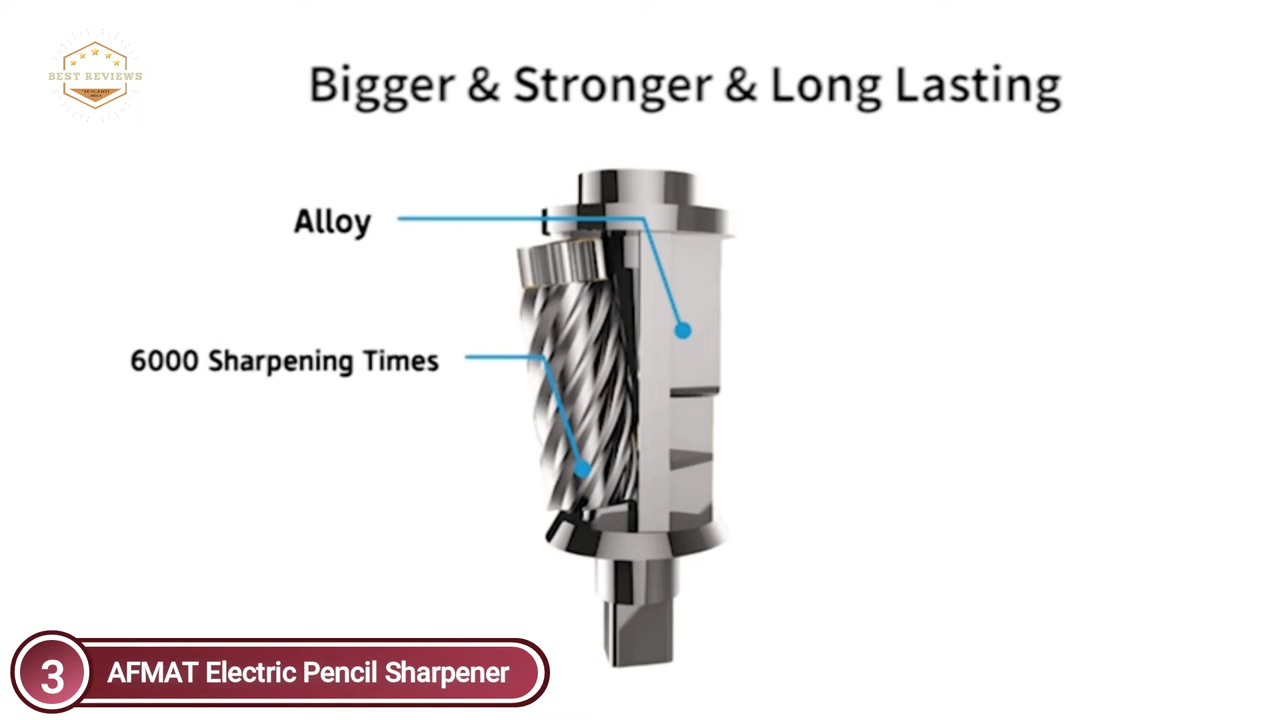 BEST REVIEWS
Bigger & Stronger & Long Lasting
Alloy
6000 Sharpening Times
3 AFMAT Electric Pencil Sharpener